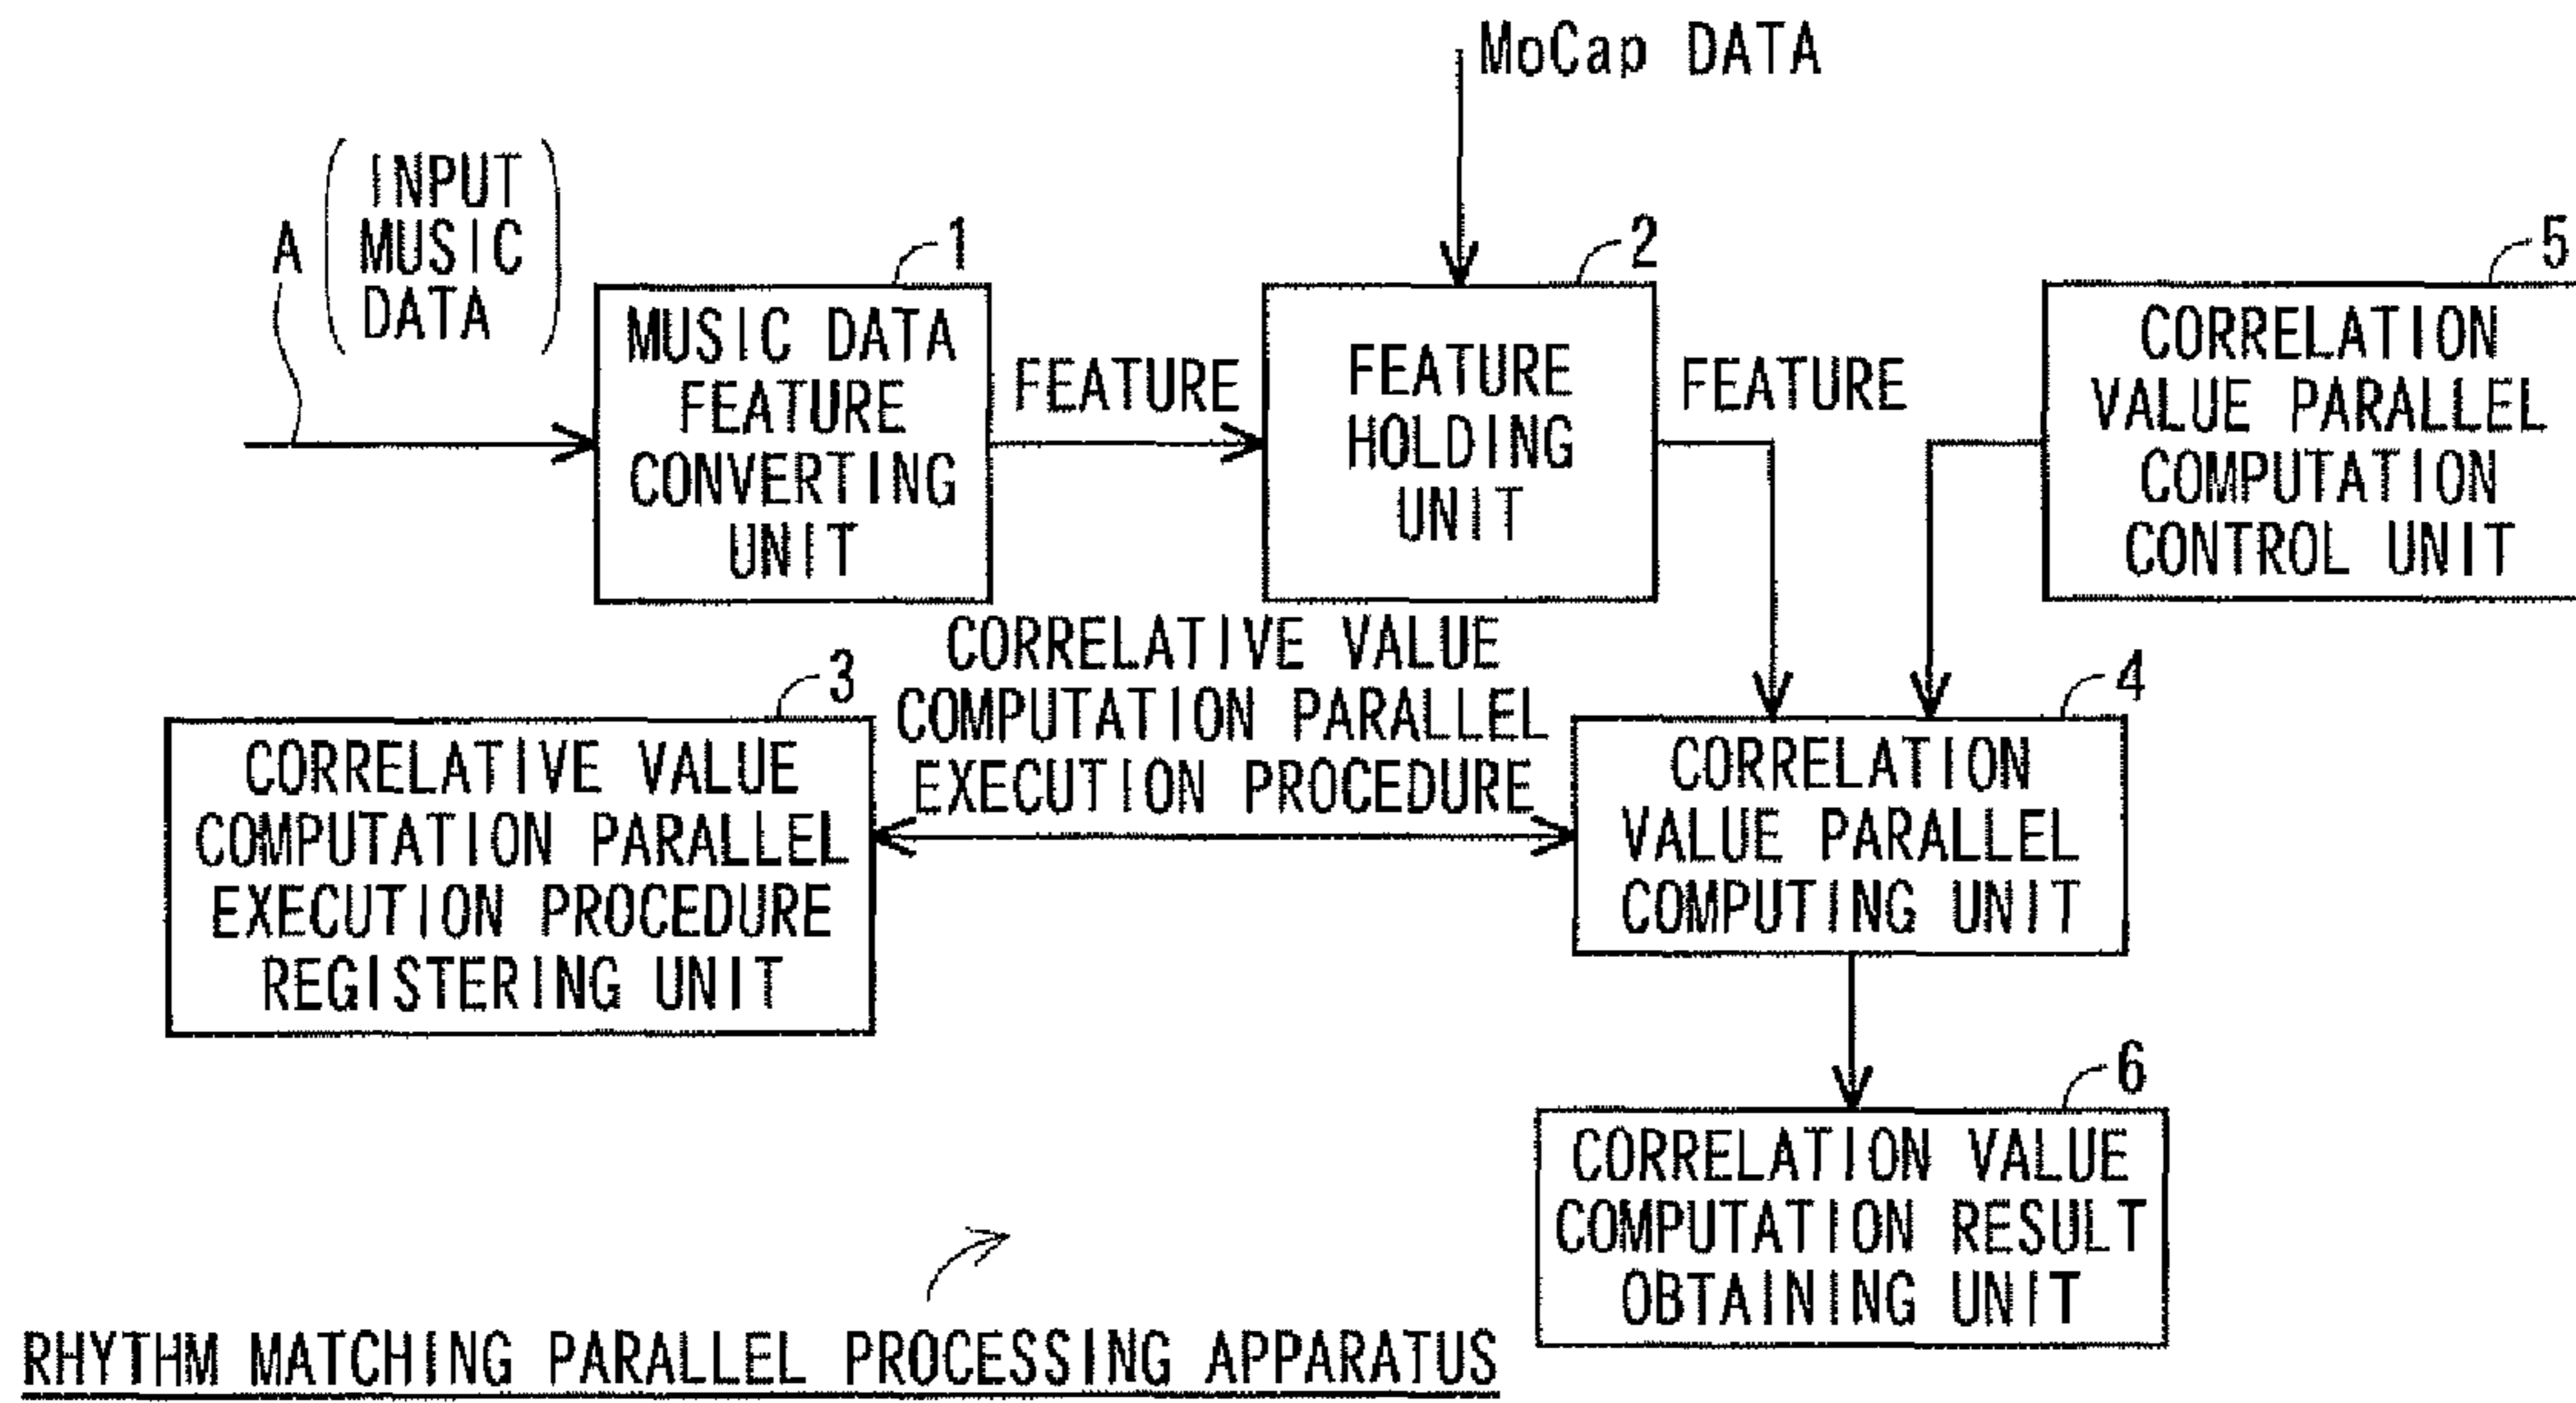 MoCap DATA
A
INPUT
MUSIC
DATA
1
MUSIC DATA
FEATURE
CONVERTING
UNIT
FEATURE
2
FEATURE
HOLDING
UNIT
FEATURE
5
CORRELATION
VALUE PARALLEL
COMPUTATION
CONTROL UNIT
3
CORRELATIVE VALUE
COMPUTATION PARALLEL
EXECUTION PROCEDURE
REGISTERING UNIT
CORRELATIVE VALUE
COMPUTATION PARALLEL
EXECUTION PROCEDURE
4
CORRELATION
VALUE PARALLEL
COMPUTING UNIT
6
CORRELATION VALUE
COMPUTATION RESULT
OBTAINING UNIT
RHYTHM MATCHING PARALLEL PROCESSING APPARATUS